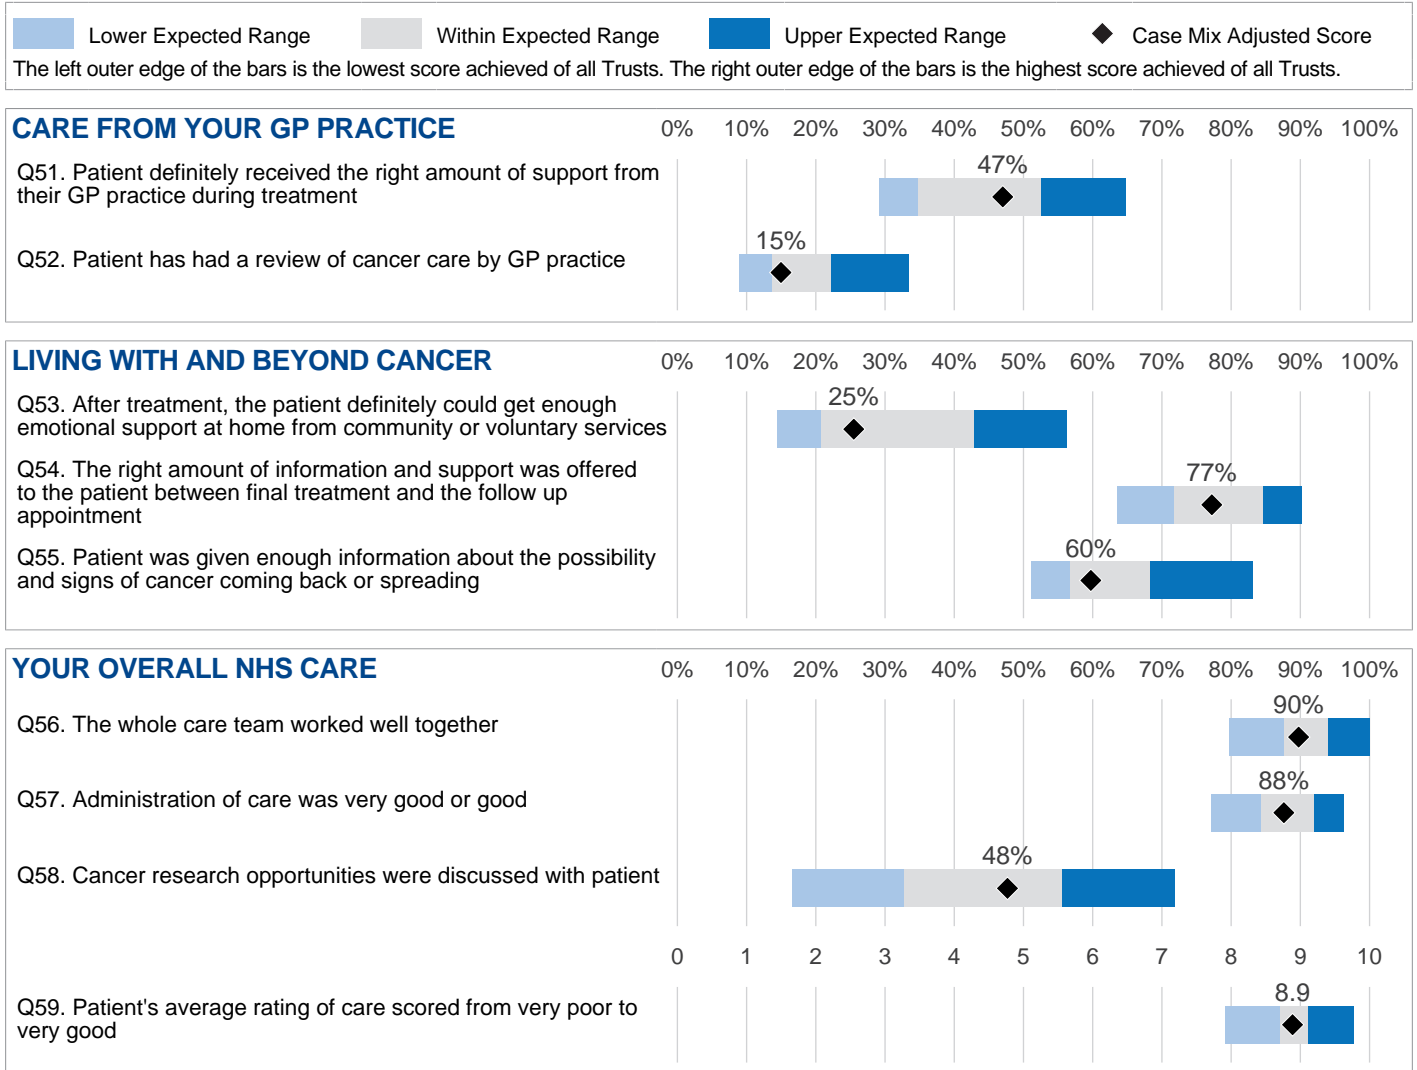 Lower Expected Range Within Expected Range Upper Expected Range Case Mix Adjusted Score
The left outer edge of the bars is the lowest score achieved of all Trusts. The right outer edge of the bars is the highest score achieved of all Trusts.
CARE FROM YOUR GP PRACTICE 0% 10% 20% 30% 40% 50% 60% 70% 80% 90% 100%
Q51. Patient definitely received the right amount of support from
their GP practice during treatment
47%
Q52. Patient has had a review of cancer care by GP practice
15%
LIVING WITH AND BEYOND CANCER 0% 10% 20% 30% 40% 50% 60% 70% 80% 90% 100%
Q53. After treatment, the patient definitely could get enough
emotional support at home from community or voluntary services
25%
Q54. The right amount of information and support was offered
to the patient between final treatment and the follow up
appointment
77%
Q55. Patient was given enough information about the possibility
and signs of cancer coming back or spreading
60%
YOUR OVERALL NHS CARE 0% 10% 20% 30% 40% 50% 60% 70% 80% 90% 100%
Q56. The whole care team worked well together
90%
Q57. Administration of care was very good or good
88%
Q58. Cancer research opportunities were discussed with patient
48%
0 1 2 3 4 5 6 7 8 9 10
Q59. Patient's average rating of care scored from very poor to
very good
8.9